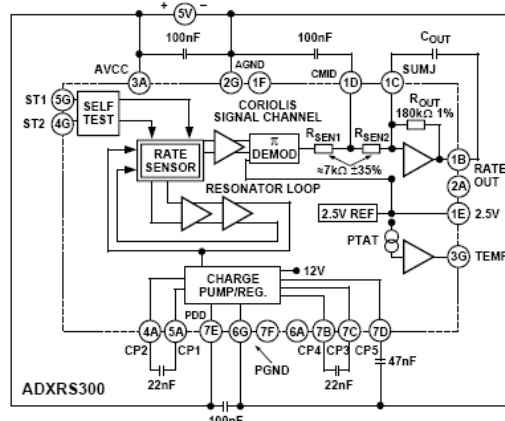 + 5V −
100nF
100nF
COUT
AVCC
AGND
CMID
SUMJ
3A
2G
1F
1D
1C
ST1 5G
ST2 4G
SELF TEST
CORIOLIS
SIGNAL CHANNEL
ROUT
180kΩ 1%
RSEN1
RSEN2
π
DEMOD
RATE
SENSOR
≈7kΩ ±35%
1B
RATE
OUT
2A
RESONATOR LOOP
2.5V REF
1E 2.5V
PTAT
3G TEMP
12V
CHARGE
PUMP/REG.
PDD
4A
5A
7E
6G
7F
6A
7B
7C
7D
CP2
CP1
PGND
CP4
CP3
CP5
22nF
22nF
47nF
ADXRS300
100nF